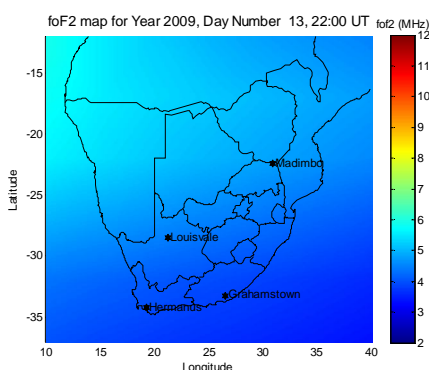 foF2 map for Year 2009, Day Number  13, 22:00 UT
fof2 (MHz)
12
11
10
9
8
7
6
5
4
3
2
-15
-20
-25
-30
-35
Latitude
Madimbo
Louisvale
Grahamstown
Hermanus
10
15
20
25
30
35
40
Longitude